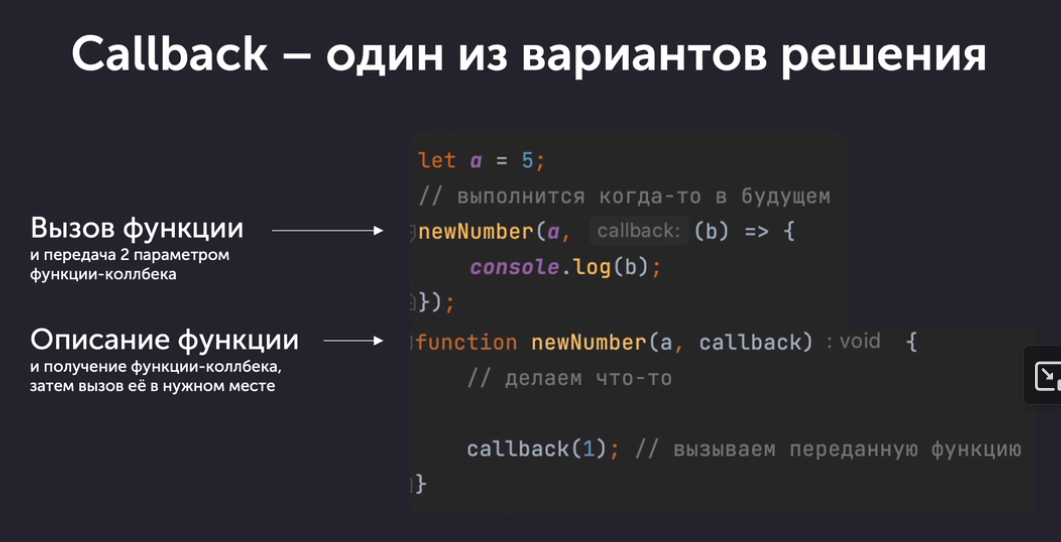 Callback – один из вариантов решения
let a = 5;
// выполнится когда-то в будущем
Вызов функции
и передача 2 параметром
функции-коллбека
newNumber(a, callback: (b) => {
console.log(b);
});
Описание функции
и получение функции-коллбека,
затем вызов её в нужном месте
function newNumber(a, callback) : void {
// делаем что-то
callback(1); // вызываем переданную функцию
}